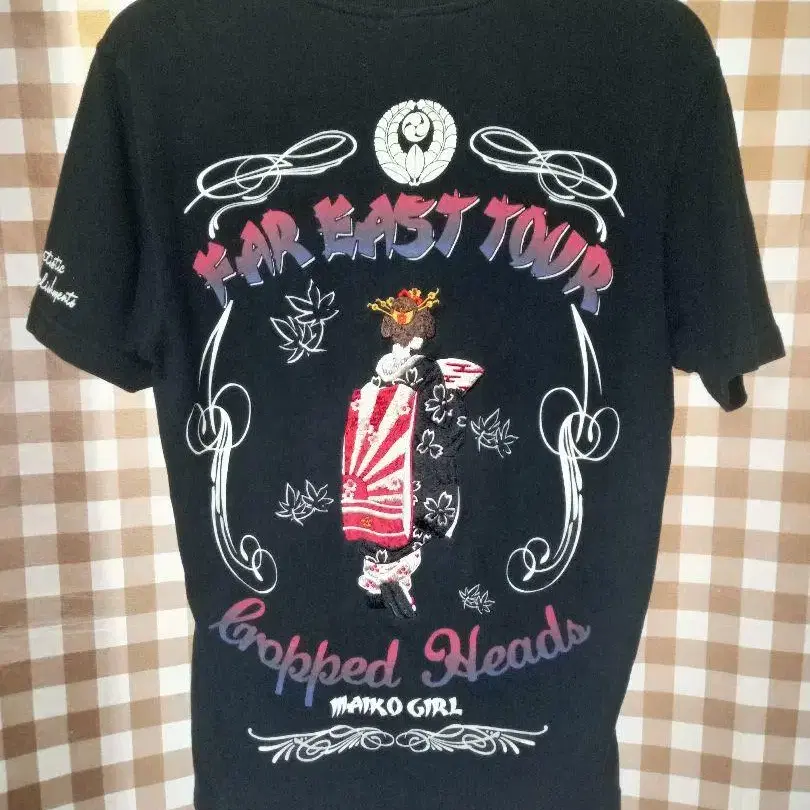 FAR EAST TOUR
Cropped Heads
MAIKO GIRL